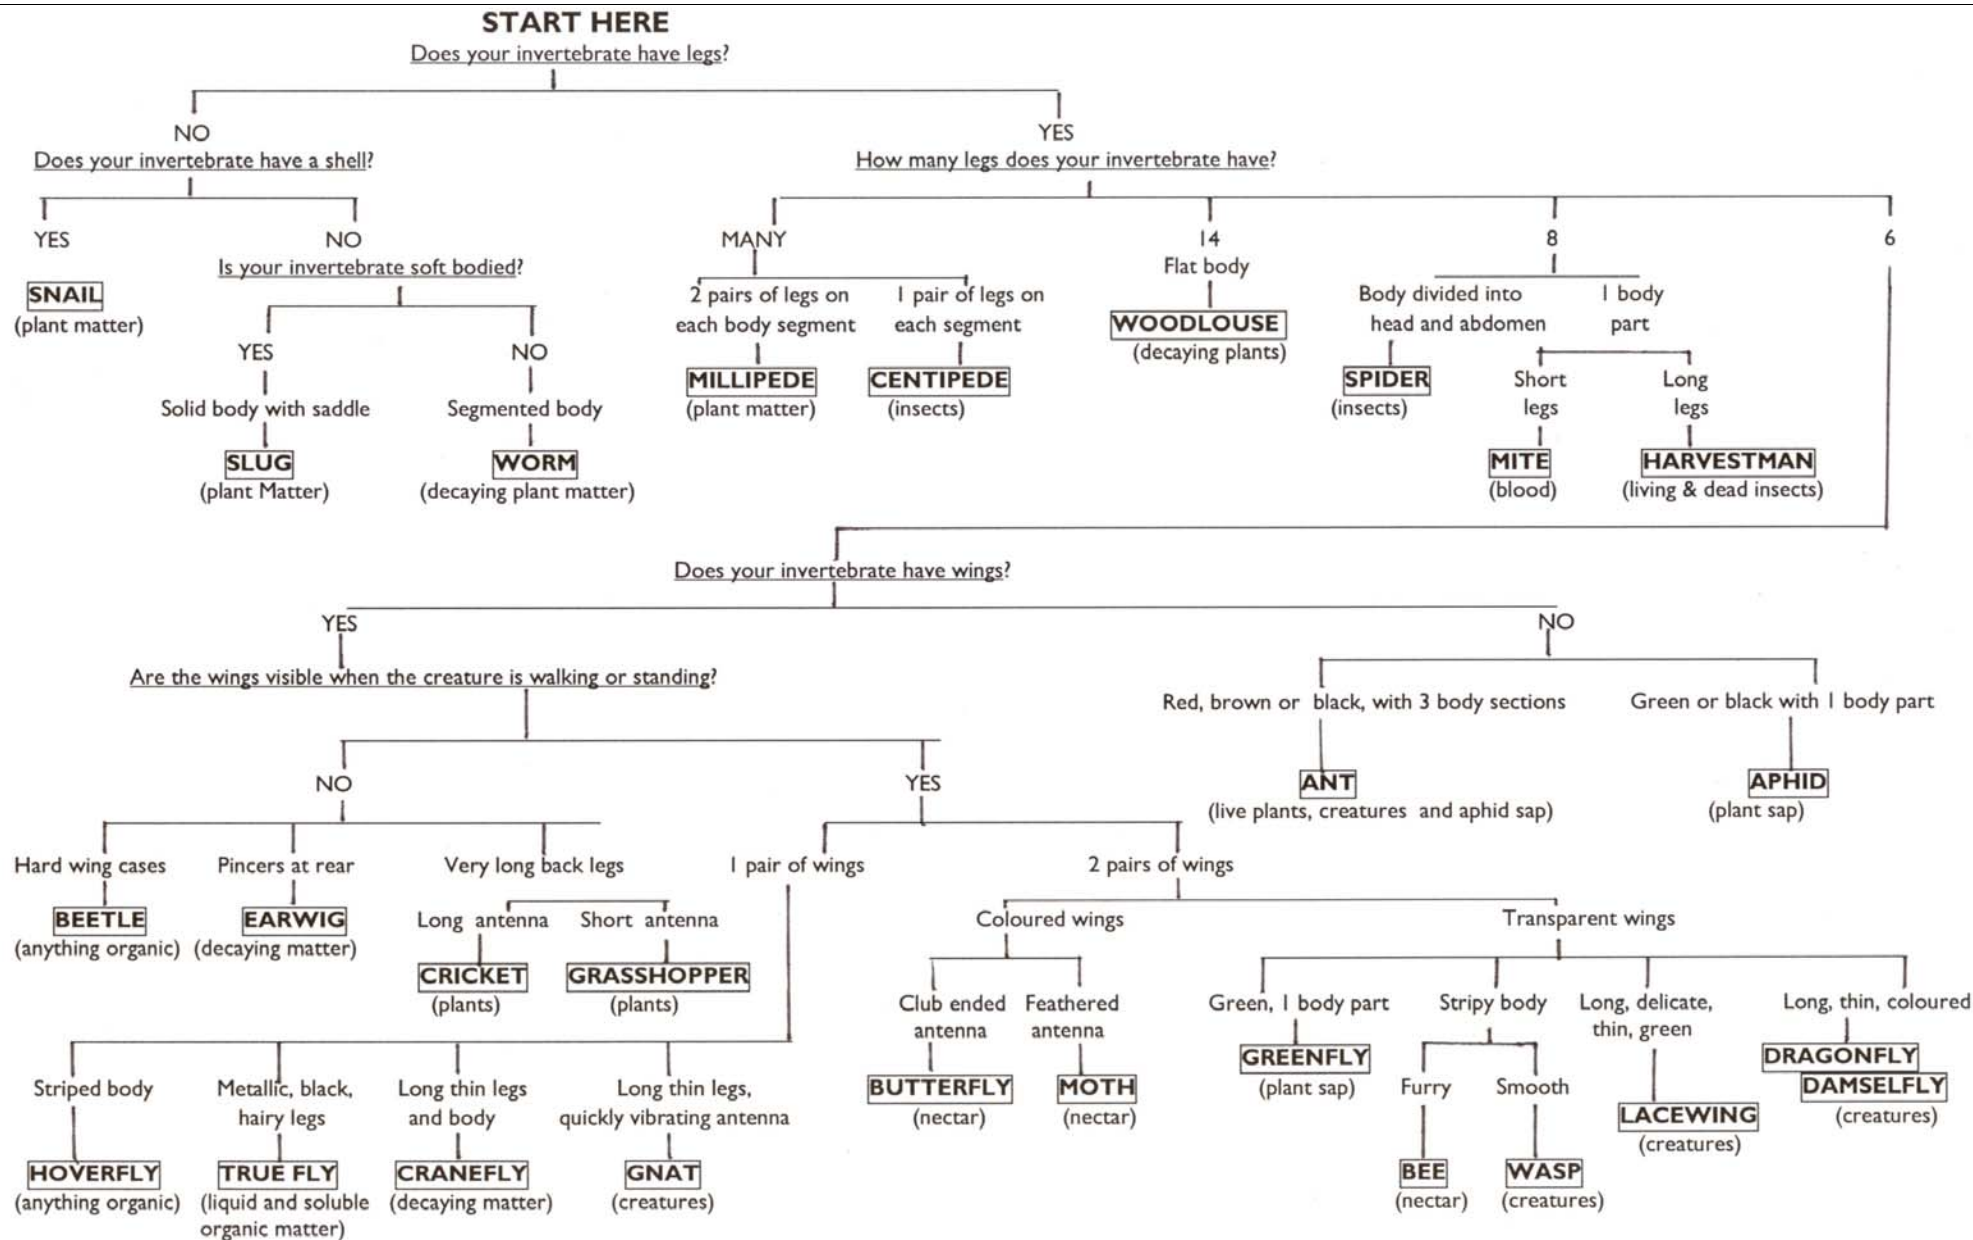 START HERE
Does your invertebrate have legs?
NO
YES
Does your invertebrate have a shell?
How many legs does your invertebrate have?
YES
NO
MANY
14
8
6
Is your invertebrate soft bodied?
Flat body
SNAIL
(plant matter)
2 pairs of legs on
each body segment
1 pair of legs on
each segment
WOODLOUSE
(decaying plants)
Body divided into
head and abdomen
1 body
part
YES
NO
MILLIPEDE
(plant matter)
CENTIPEDE
(insects)
SPIDER
(insects)
Short
legs
Long
legs
Solid body with saddle
Segmented body
SLUG
(plant Matter)
WORM
(decaying plant matter)
MITE
(blood)
HARVESTMAN
(living & dead insects)
Does your invertebrate have wings?
YES
NO
Are the wings visible when the creature is walking or standing?
Red, brown or black, with 3 body sections
Green or black with 1 body part
NO
YES
ANT
(live plants, creatures and aphid sap)
APHID
(plant sap)
Hard wing cases
Pincers at rear
Very long back legs
1 pair of wings
2 pairs of wings
BEETLE
(anything organic)
EARWIG
(decaying matter)
Long antenna
Short antenna
Coloured wings
Transparent wings
CRICKET
(plants)
GRASSHOPPER
(plants)
Club ended
antenna
Feathered
antenna
Green, 1 body part
Stripy body
Long, delicate,
thin, green
Long, thin, coloured
GREENFLY
(plant sap)
DRAGONFLY
DAMSELFLY
(creatures)
Striped body
Metallic, black,
hairy legs
Long thin legs
and body
Long thin legs,
quickly vibrating antenna
BUTTERFLY
(nectar)
MOTH
(nectar)
Furry
Smooth
LACEWING
(creatures)
HOVERFLY
(anything organic)
TRUE FLY
(liquid and soluble
organic matter)
CRANEFLY
(decaying matter)
GNAT
(creatures)
BEE
(nectar)
WASP
(creatures)